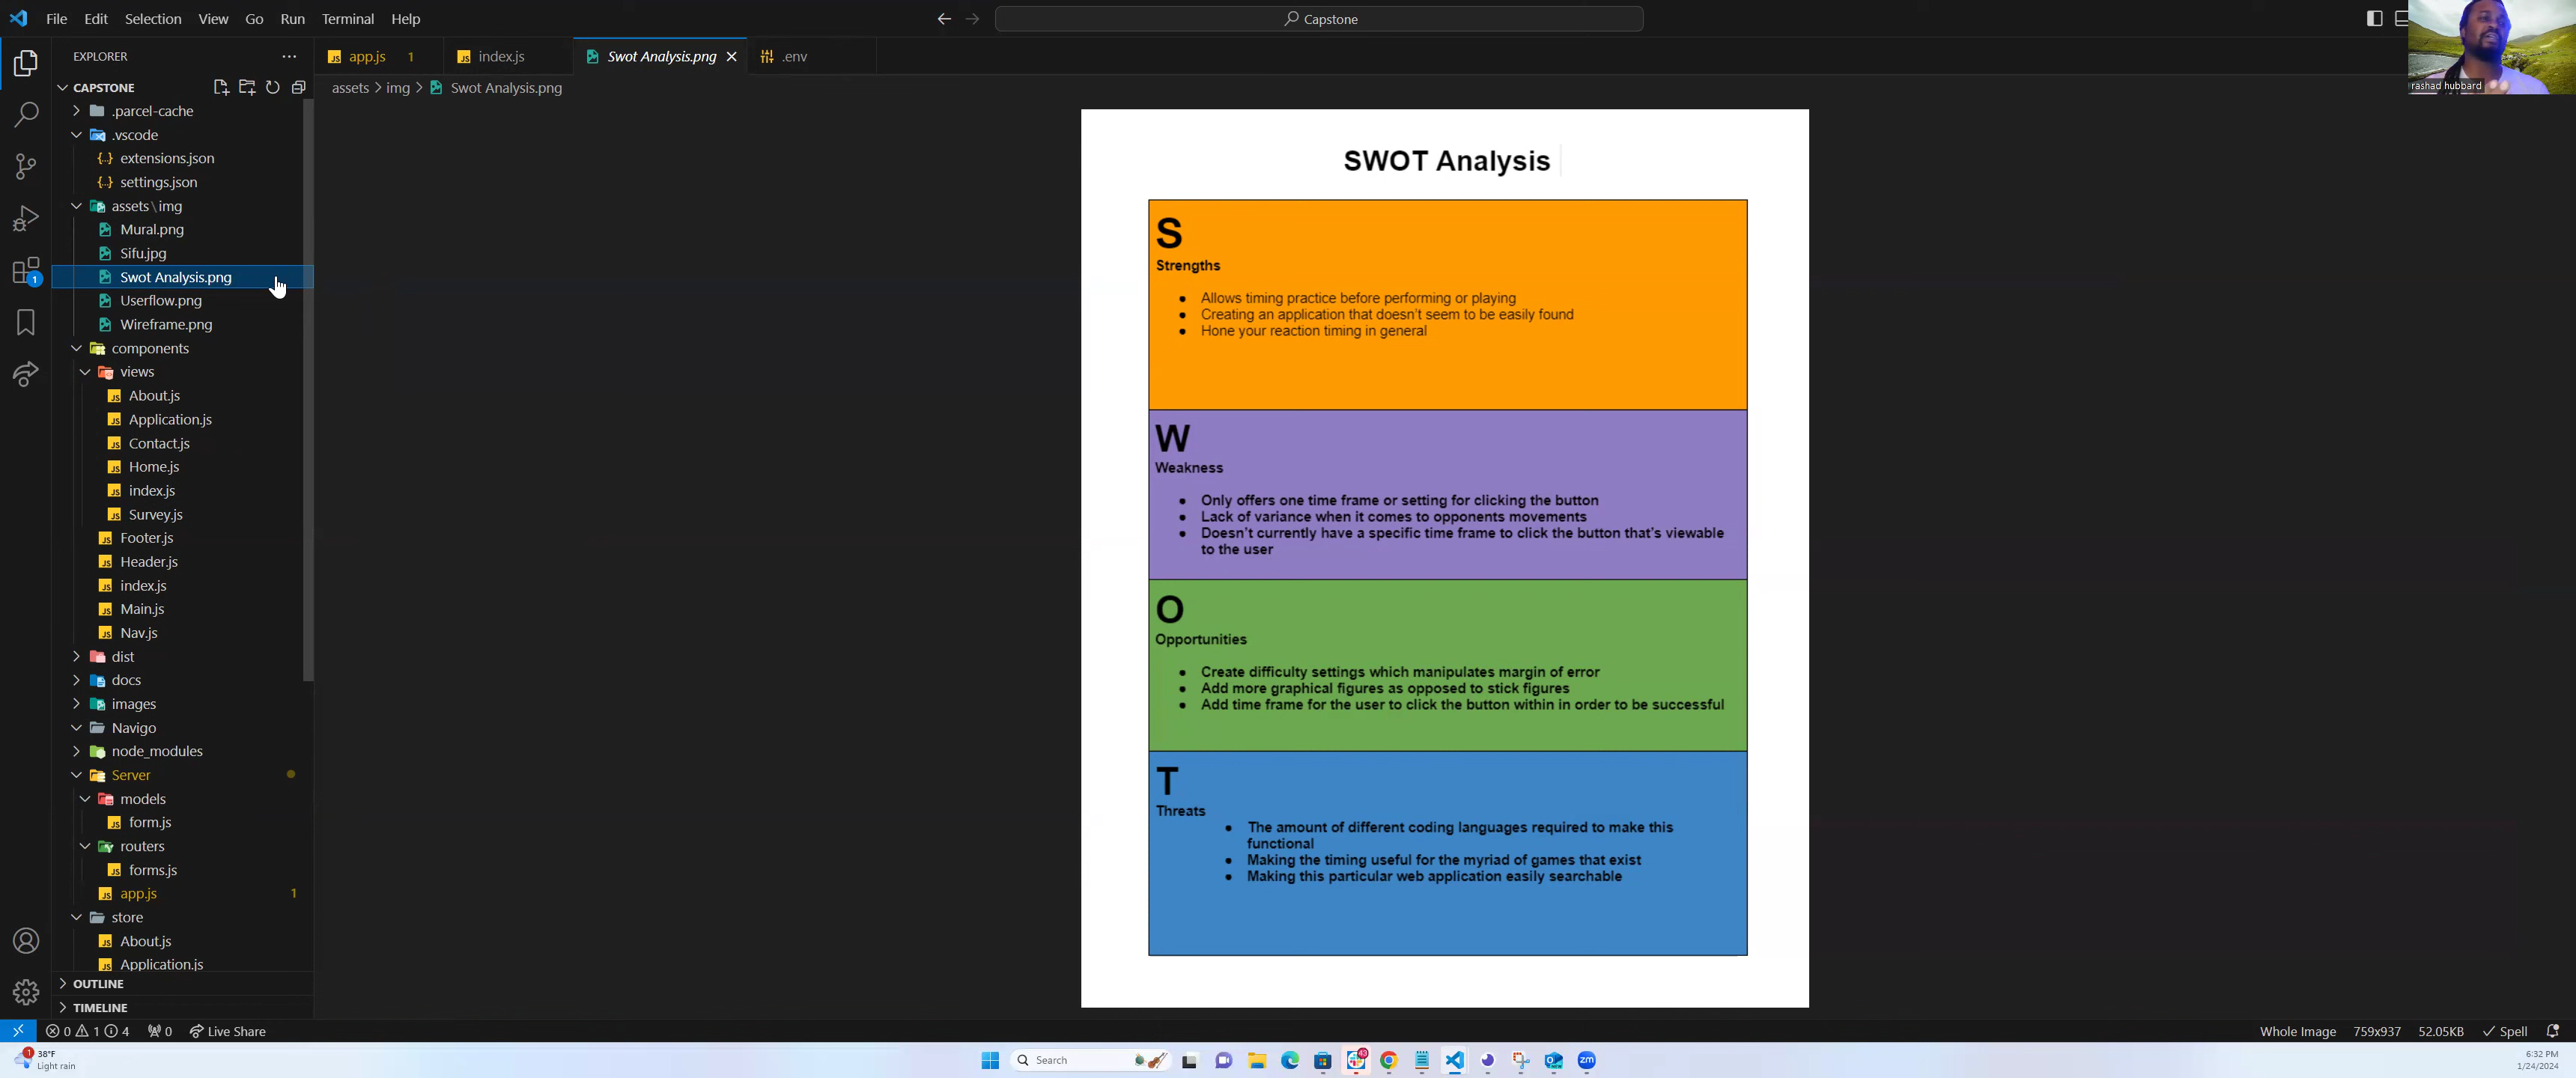 File Edit Selection View Go Run Terminal Help
Capstone
rashad hubbard
EXPLORER
app.js 1
index.js
Swot Analysis.png
.env
CAPSTONE
assets > img > Swot Analysis.png
.parcel-cache
.vscode
extensions.json
settings.json
assets \ img
Mural.png
Sifu.jpg
Swot Analysis.png
Userflow.png
Wireframe.png
components
views
About.js
Application.js
Contact.js
Home.js
index.js
Survey.js
Footer.js
Header.js
index.js
Main.js
Nav.js
dist
docs
images
Navigo
node_modules
Server
models
form.js
routers
forms.js
app.js 1
store
About.js
Application.js
OUTLINE
TIMELINE
1
SWOT Analysis
S
Strengths
● Allows timing practice before performing or playing
● Creating an application that doesn't seem to be easily found
● Hone your reaction timing in general
W
Weakness
● Only offers one time frame or setting for clicking the button
● Lack of variance when it comes to opponents movements
● Doesn't currently have a specific time frame to click the button that's viewable
to the user
O
Opportunities
● Create difficulty settings which manipulates margin of error
● Add more graphical figures as opposed to stick figures
● Add time frame for the user to click the button within in order to be successful
T
Threats
● The amount of different coding languages required to make this
functional
● Making the timing useful for the myriad of games that exist
● Making this particular web application easily searchable
0 1 4 0 Live Share
Whole Image 759x937 52.05KB Spell
1 38°F
Light rain
Search
43
zm
6:32 PM
1/24/2024